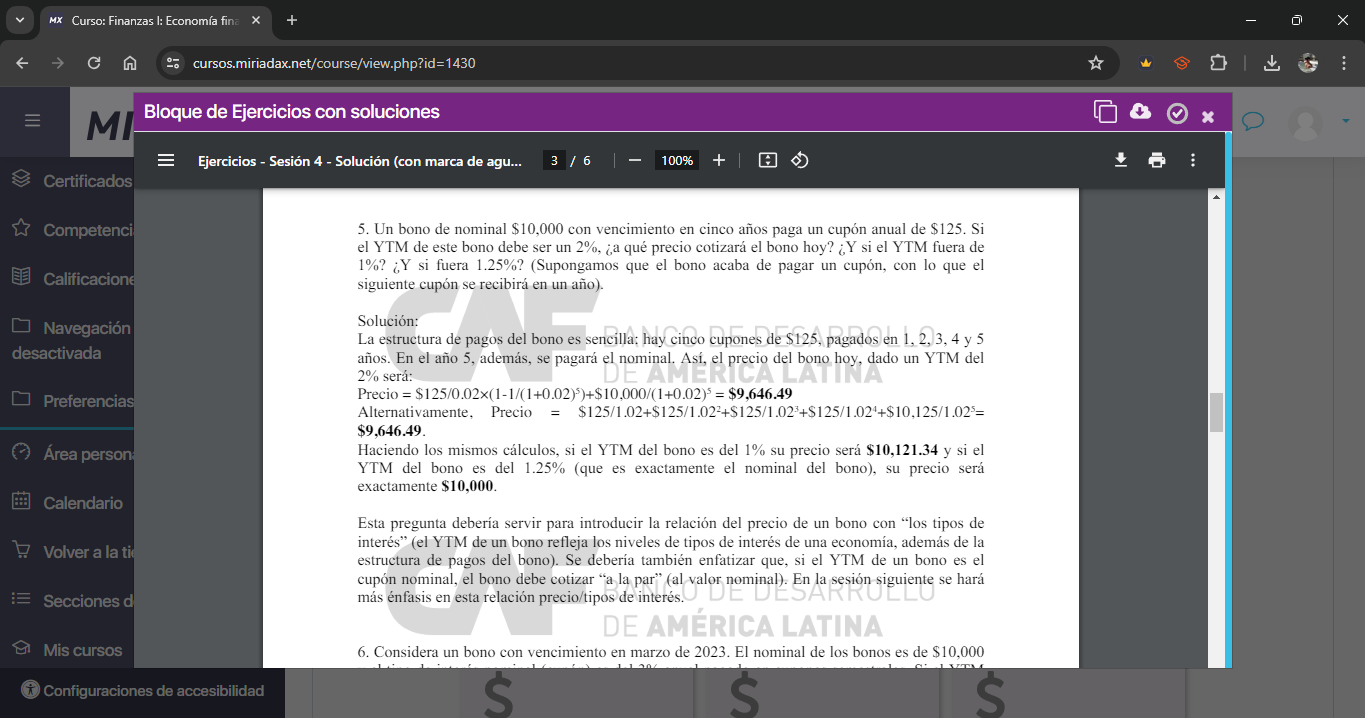 MX Curso: Finanzas I: Economía fina
cursos.miriadax.net/course/view.php?id=1430
Bloque de Ejercicios con soluciones
Ejercicios - Sesión 4 - Solución (con marca de agu... 3 / 6 100%
MI
Certificados
Competenci
Calificacione
Navegación
desactivada
Preferencias
Área person
Calendario
Volver a la ti
Secciones d
Mis cursos
Configuraciones de accesibilidad
5. Un bono de nominal $10,000 con vencimiento en cinco años paga un cupón anual de $125. Si
el YTM de este bono debe ser un 2%, ¿a qué precio cotizará el bono hoy? ¿Y si el YTM fuera de
1%? ¿Y si fuera 1.25%? (Supongamos que el bono acaba de pagar un cupón, con lo que el
siguiente cupón se recibirá en un año).
Solución:
La estructura de pagos del bono es sencilla: hay cinco cupones de $125, pagados en 1, 2, 3, 4 y 5
años. En el año 5, además, se pagará el nominal. Así, el precio del bono hoy, dado un YTM del
2% será:
Precio = $125/0.02×(1-1/(1+0.02)⁵)+$10,000/(1+0.02)⁵ = $9,646.49
Alternativamente, Precio = $125/1.02+$125/1.02²+$125/1.02³+$125/1.02⁴+$10,125/1.02⁵=
$9,646.49.
Haciendo los mismos cálculos, si el YTM del bono es del 1% su precio será $10,121.34 y si el
YTM del bono es del 1.25% (que es exactamente el nominal del bono), su precio será
exactamente $10,000.
Esta pregunta debería servir para introducir la relación del precio de un bono con “los tipos de
interés” (el YTM de un bono refleja los niveles de tipos de interés de una economía, además de la
estructura de pagos del bono). Se debería también enfatizar que, si el YTM de un bono es el
cupón nominal, el bono debe cotizar “a la par” (al valor nominal). En la sesión siguiente se hará
más énfasis en esta relación precio/tipos de interés.
6. Considera un bono con vencimiento en marzo de 2023. El nominal de los bonos es de $10,000
CAF BANCO DE DESARROLLO
DE AMÉRICA LATINA
CAF BANCO DE DESARROLLO
DE AMÉRICA LATINA
$ $ $